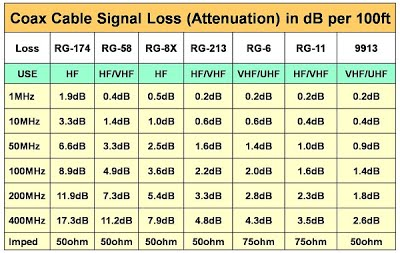 Coax Cable Signal Loss (Attenuation) in dB per 100ft
Loss RG-174 RG-58 RG-8X RG-213 RG-6 RG-11 9913
USE HF HF/VHF HF HF/VHF VHF/UHF HF/VHF VHF/UHF
1MHz 1.9dB 0.4dB 0.5dB 0.2dB 0.2dB 0.2dB 0.2dB
10MHz 3.3dB 1.4dB 1.0dB 0.6dB 0.6dB 0.4dB 0.4dB
50MHz 6.6dB 3.3dB 2.5dB 1.6dB 1.4dB 1.0dB 0.9dB
100MHz 8.9dB 4.9dB 3.6dB 2.2dB 2.0dB 1.6dB 1.4dB
200MHz 11.9dB 7.3dB 5.4dB 3.3dB 2.8dB 2.3dB 1.8dB
400MHz 17.3dB 11.2dB 7.9dB 4.8dB 4.3dB 3.5dB 2.6dB
Imped 50ohm 50ohm 50ohm 50ohm 75ohm 75ohm 50ohm